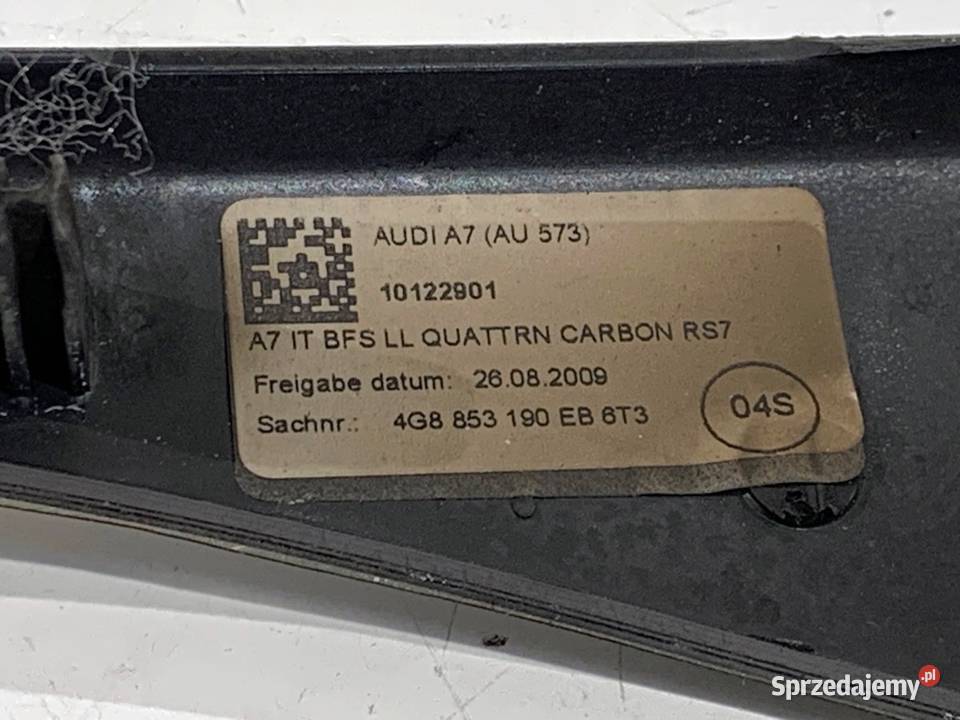 AUDI A7 (AU 573)
10122901
A7 IT BFS LL QUATTRN CARBON RS7
Freigabe datum: 26.08.2009
Sachnr.: 4G8 853 190 EB 6T3
04S
Sprzedajemy.pl